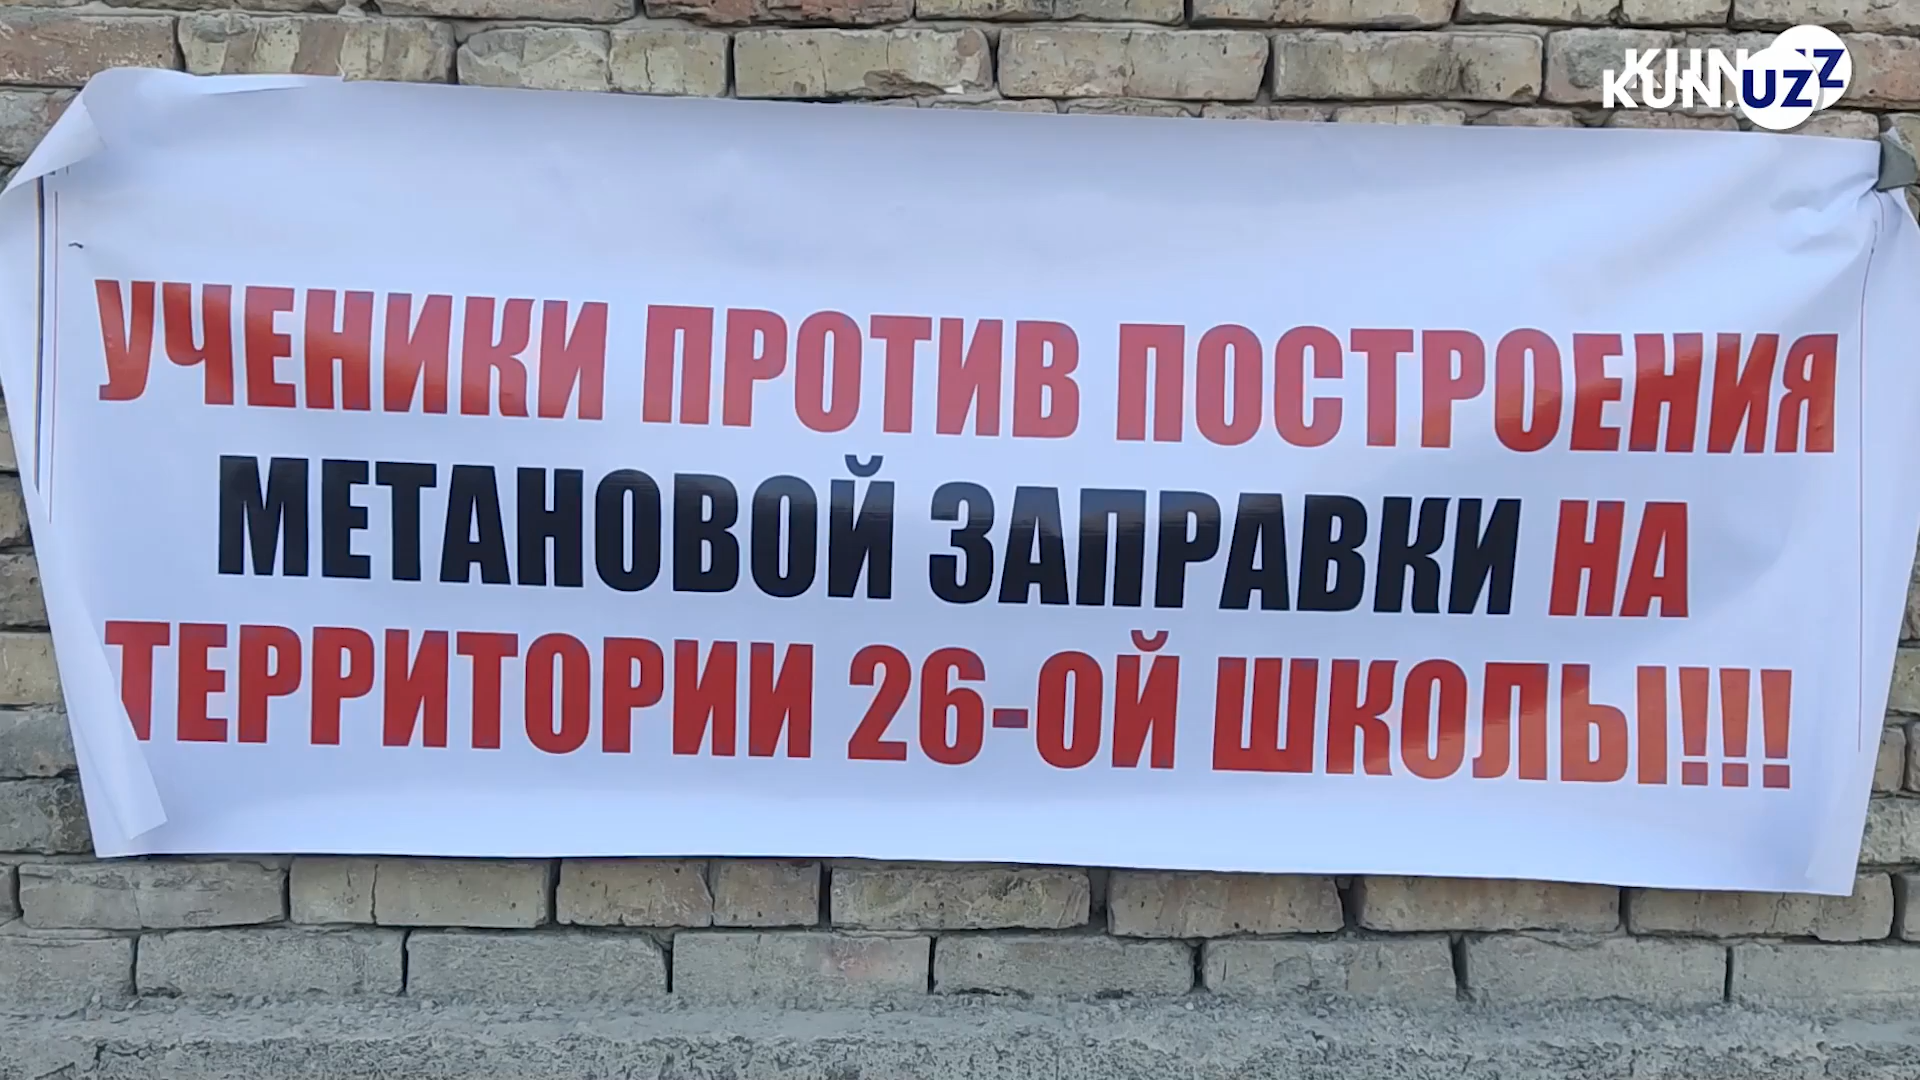 KUN.UZ
УЧЕНИКИ ПРОТИВ ПОСТРОЕНИЯ
МЕТАНОВОЙ ЗАПРАВКИ НА
ТЕРРИТОРИИ 26-ОЙ ШКОЛЫ!!!